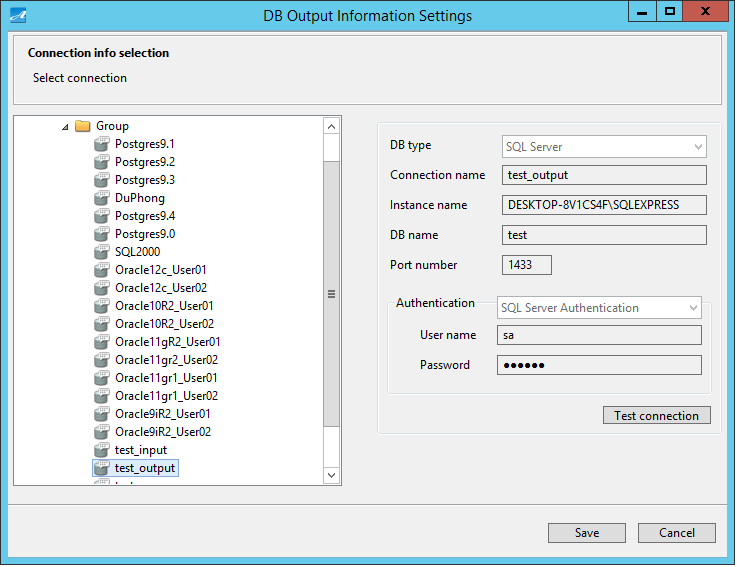 DB Output Information Settings
Connection info selection
Select connection
Group
Postgres9.1
Postgres9.2
Postgres9.3
DuPhong
Postgres9.4
Postgres9.0
SQL2000
Oracle12c_User01
Oracle12c_User02
Oracle10R2_User01
Oracle10R2_User02
Oracle11gR2_User01
Oracle11gr2_User02
Oracle11gr1_User01
Oracle11gr1_User02
Oracle9iR2_User01
Oracle9iR2_User02
test_input
test_output
DB type
SQL Server
Connection name
test_output
Instance name
DESKTOP-8V1CS4F\SQLEXPRESS
DB name
test
Port number
1433
Authentication
SQL Server Authentication
User name
sa
Password
●●●●●●
Test connection
Save
Cancel